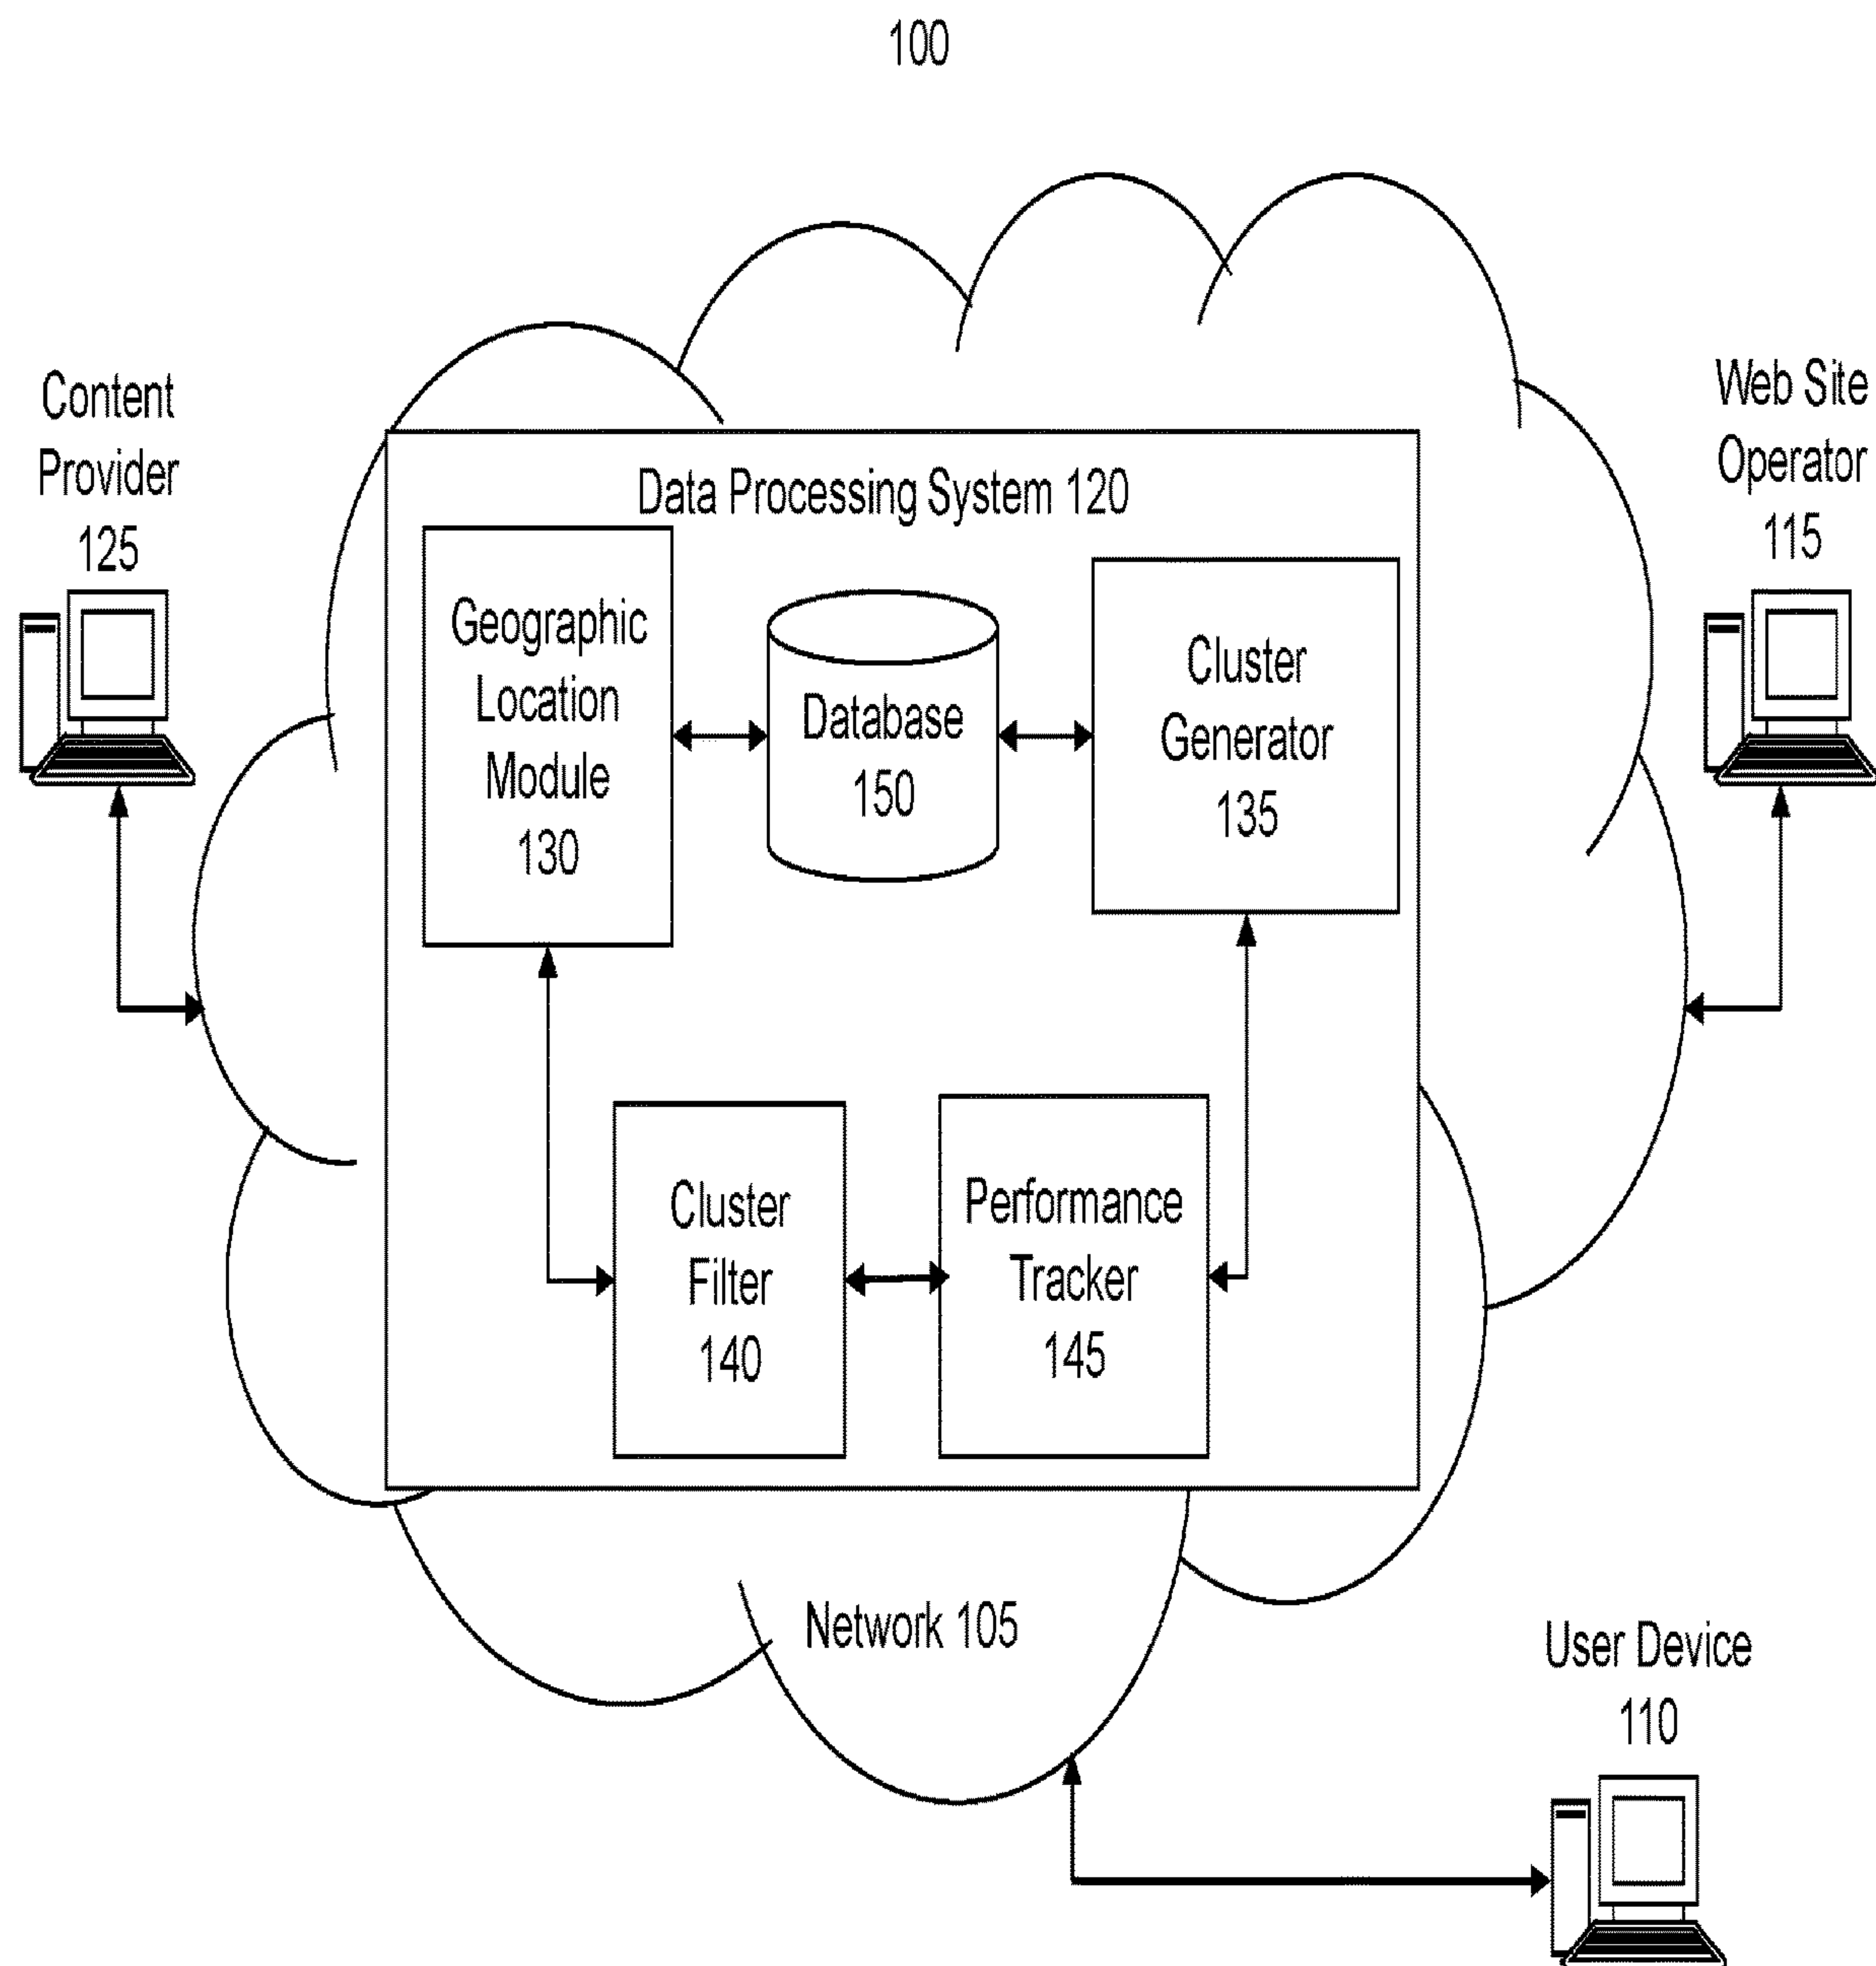 100
Content
Provider
125
Web Site
Operator
115
Data Processing System 120
Geographic
Location
Module
130
Database
150
Cluster
Generator
135
Cluster
Filter
140
Performance
Tracker
145
Network 105
User Device
110